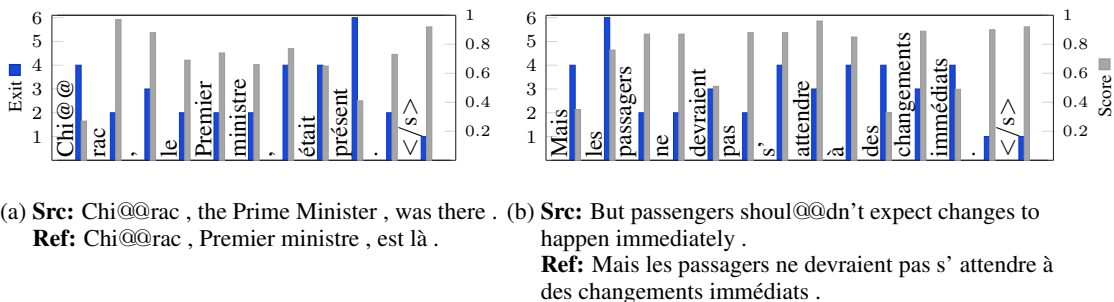 6
5
4
3
2
1
Exit
Chi@@
rac
,
le
Premier
ministre
,
était
présent
.
</s>
1
0.8
0.6
0.4
0.2
6
5
4
3
2
1
Mais
les
passagers
ne
devraient
pas
s'
attendre
à
des
changements
immédiats
.
</s>
1
0.8
0.6
0.4
0.2
Score
(a) Src: Chi@@rac , the Prime Minister , was there .
Ref: Chi@@rac , Premier ministre , est là .
(b) Src: But passengers shoul@@dn't expect changes to
happen immediately .
Ref: Mais les passagers ne devraient pas s' attendre à
des changements immédiats .